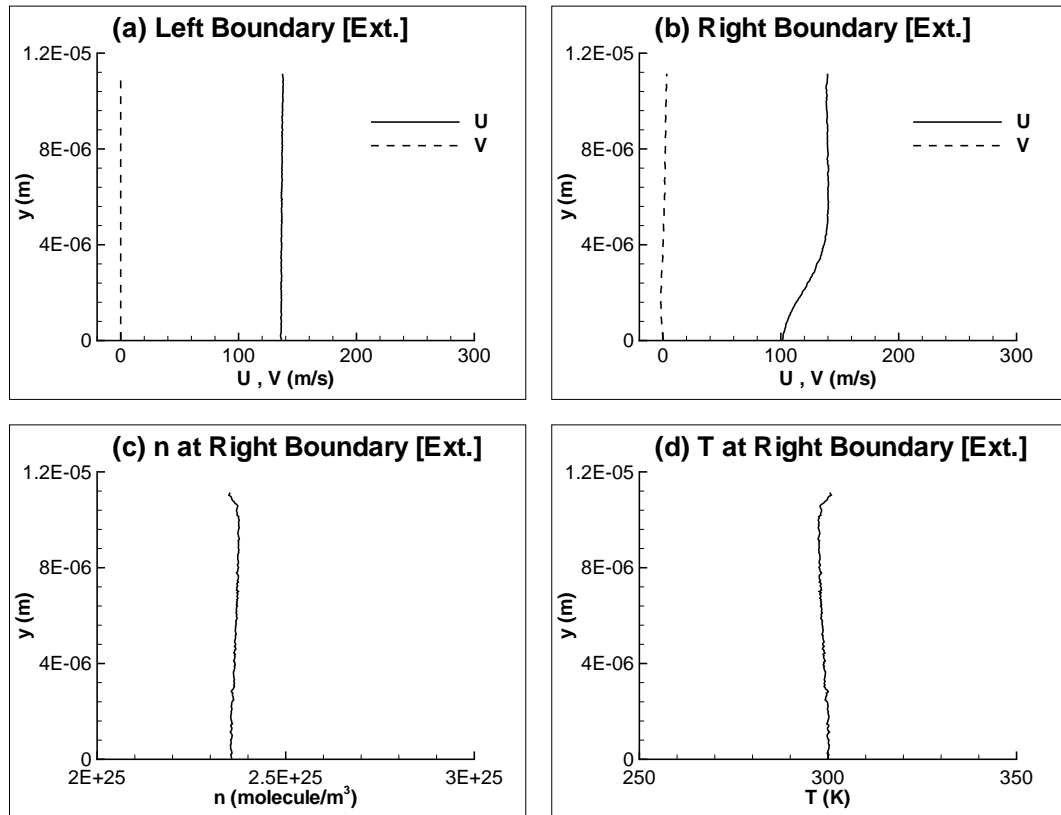 (a) Left Boundary [Ext.]
1.2E-05
8E-06
4E-06
0
y (m)
U
V
0 100 200 300
U , V (m/s)
(b) Right Boundary [Ext.]
1.2E-05
8E-06
4E-06
0
y (m)
U
V
0 100 200 300
U , V (m/s)
(c) n at Right Boundary [Ext.]
1.2E-05
8E-06
4E-06
0
y (m)
2E+25 2.5E+25 3E+25
n (molecule/m³)
(d) T at Right Boundary [Ext.]
1.2E-05
8E-06
4E-06
0
y (m)
250 300 350
T (K)